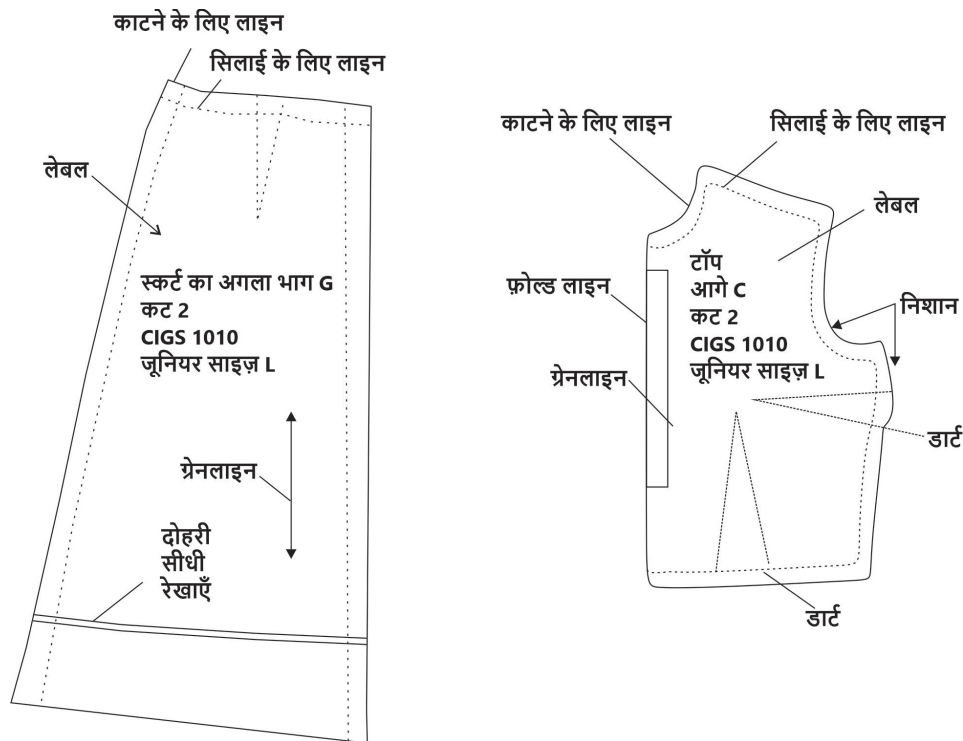 काटने के लिए लाइन
सिलाई के लिए लाइन
लेबल
स्कर्ट का अगला भाग G
कट 2
CIGS 1010
जूनियर साइज़ L
ग्रेनलाइन
दोहरी
सीधी
रेखाएँ
काटने के लिए लाइन
सिलाई के लिए लाइन
लेबल
टॉप
आगे C
कट 2
CIGS 1010
जूनियर साइज़ L
फ़ोल्ड लाइन
निशान
ग्रेनलाइन
डार्ट
डार्ट